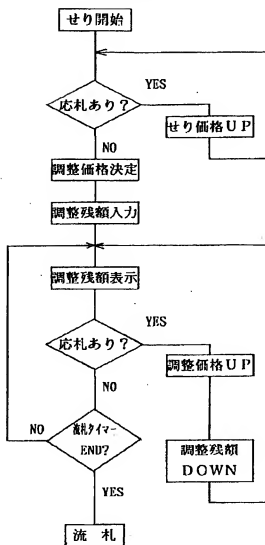 せり開始
YES
応札あり?
せり価格UP
NO
調整価格決定
調整残額入力
調整残額表示
YES
応札あり?
調整価格UP
NO
NO
流札タイマー
END?
調整残額
DOWN
YES
流 札